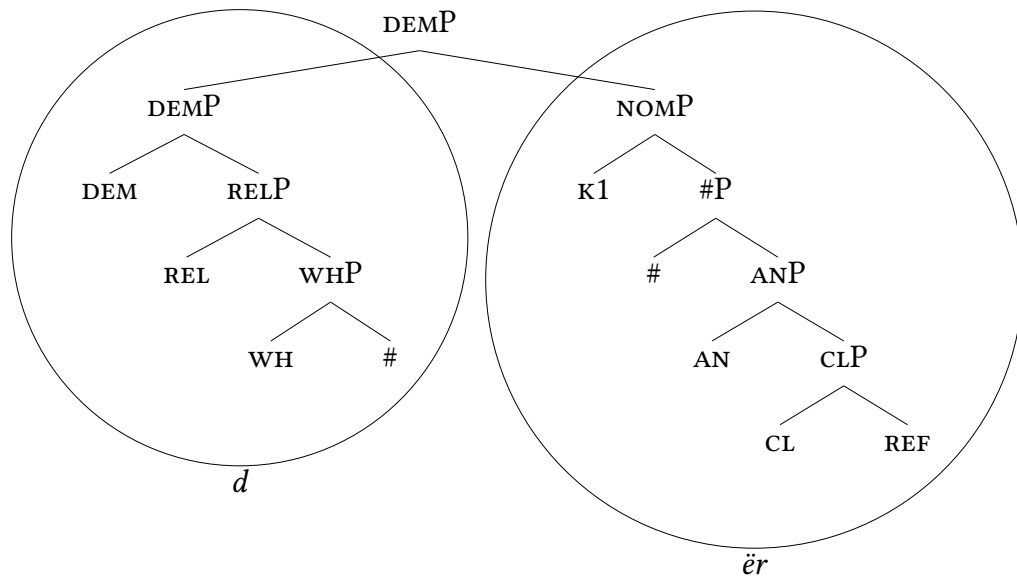 DEMP
DEMP NOMP
DEM RELP K1 #P
REL WHP # ANP
WH # AN CLP
CL REF
d
ër